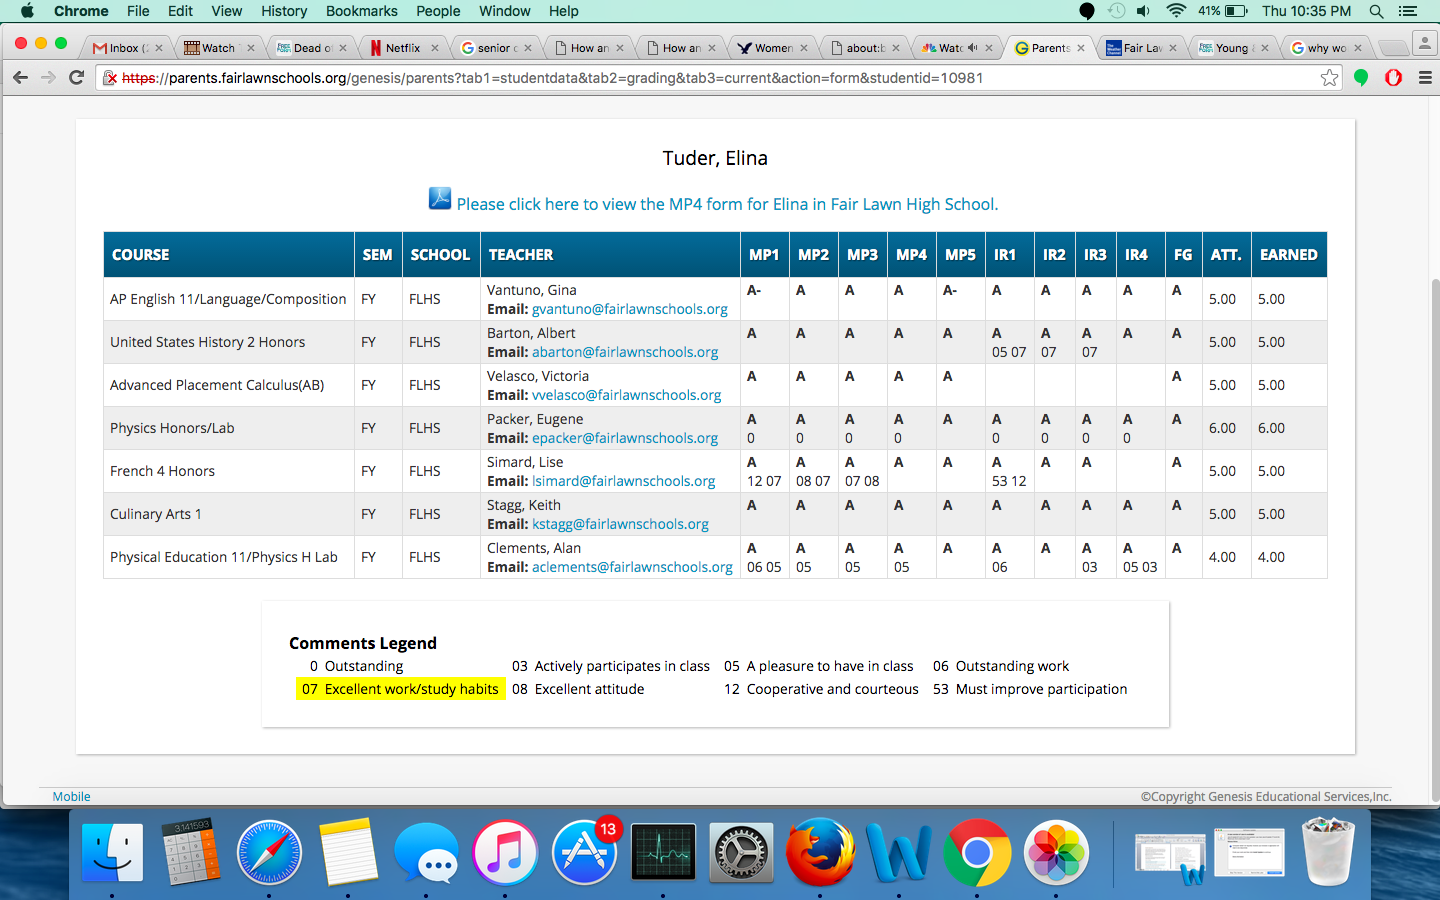 Chrome File Edit View History Bookmarks People Window Help 41% Thu 10:35 PM
Inbox (2 Watch Dead of Netflix senior c How an How an Women about:b Watc Parents Fair Law Young & why wo
https://parents.fairlawnschools.org/genesis/parents?tab1=studentdata&tab2=grading&tab3=current&action=form&studentid=10981
Tuder, Elina
Please click here to view the MP4 form for Elina in Fair Lawn High School.
COURSE SEM SCHOOL TEACHER MP1 MP2 MP3 MP4 MP5 IR1 IR2 IR3 IR4 FG ATT. EARNED
AP English 11/Language/Composition FY FLHS Vantuno, Gina A- A A A A- A A A A A 5.00 5.00
Email: gvantuno@fairlawnschools.org
United States History 2 Honors FY FLHS Barton, Albert A A A A A A A A A A 5.00 5.00
Email: abarton@fairlawnschools.org 05 07 07 07
Advanced Placement Calculus(AB) FY FLHS Velasco, Victoria A A A A A A 5.00 5.00
Email: vvelasco@fairlawnschools.org
Physics Honors/Lab FY FLHS Packer, Eugene A A A A A A A A A A 6.00 6.00
Email: epacker@fairlawnschools.org 0 0 0 0 0 0 0 0
French 4 Honors FY FLHS Simard, Lise A A A A A A A A A 5.00 5.00
Email: lsimard@fairlawnschools.org 12 07 08 07 07 08 53 12
Culinary Arts 1 FY FLHS Stagg, Keith A A A A A A A A A A 5.00 5.00
Email: kstagg@fairlawnschools.org
Physical Education 11/Physics H Lab FY FLHS Clements, Alan A A A A A A A A A A 4.00 4.00
Email: aclements@fairlawnschools.org 06 05 05 05 05 06 03 05 03
Comments Legend
0 Outstanding 03 Actively participates in class 05 A pleasure to have in class 06 Outstanding work
07 Excellent work/study habits 08 Excellent attitude 12 Cooperative and courteous 53 Must improve participation
Mobile ©Copyright Genesis Educational Services,Inc.
3.141593
13